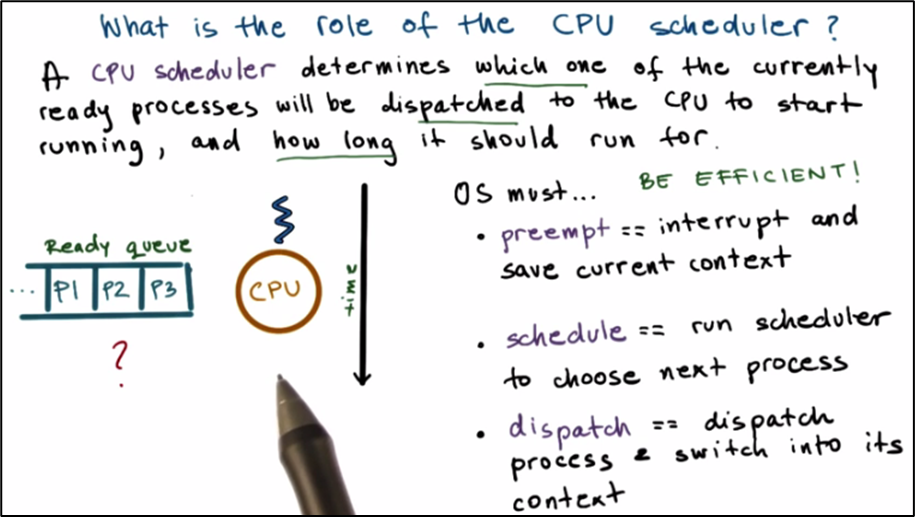 What is the role of the CPU scheduler?
A CPU scheduler determines which one of the currently
ready processes will be dispatched to the CPU to start
running, and how long it should run for.
Ready queue
... P1 P2 P3
?
CPU
time
OS must... BE EFFICIENT!
• preempt == interrupt and
save current context
• schedule == run scheduler
to choose next process
• dispatch == dispatch
process & switch into its
context